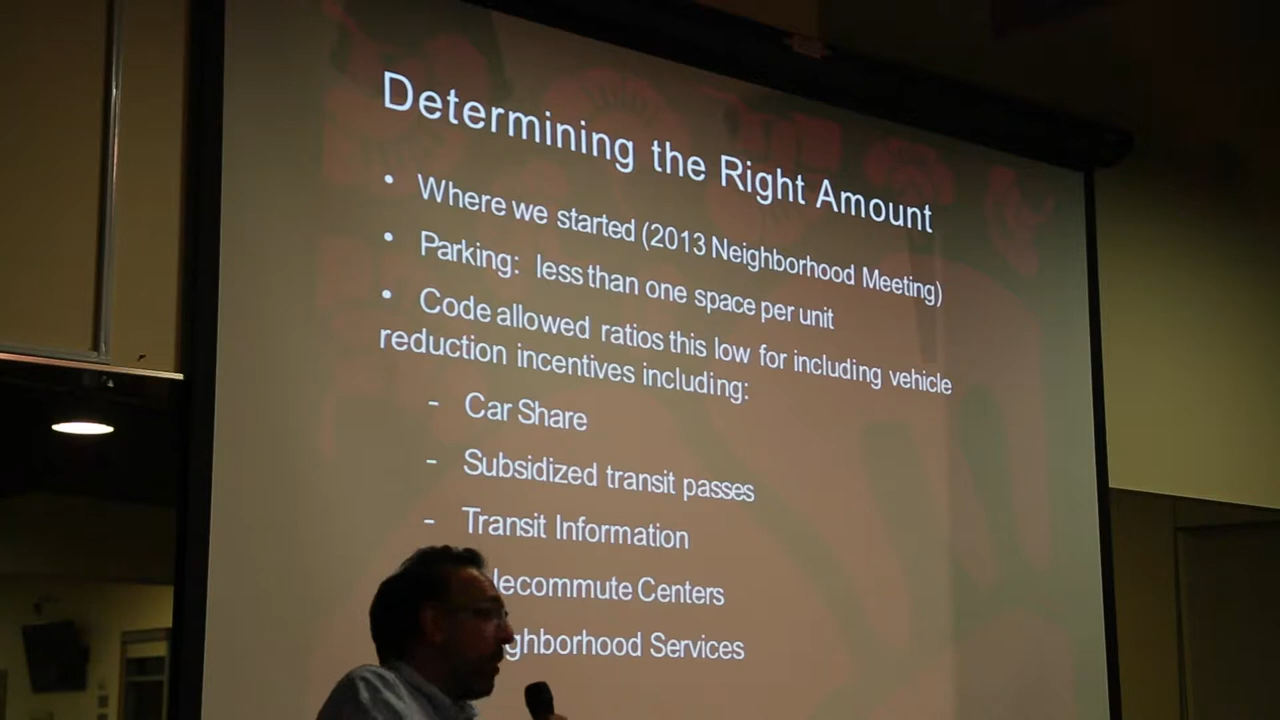 Determining the Right Amount
• Where we started (2013 Neighborhood Meeting)
• Parking: less than one space per unit
• Code allowed ratios this low for including vehicle
reduction incentives including:
- Car Share
- Subsidized transit passes
- Transit Information
lecommute Centers
ghborhood Services